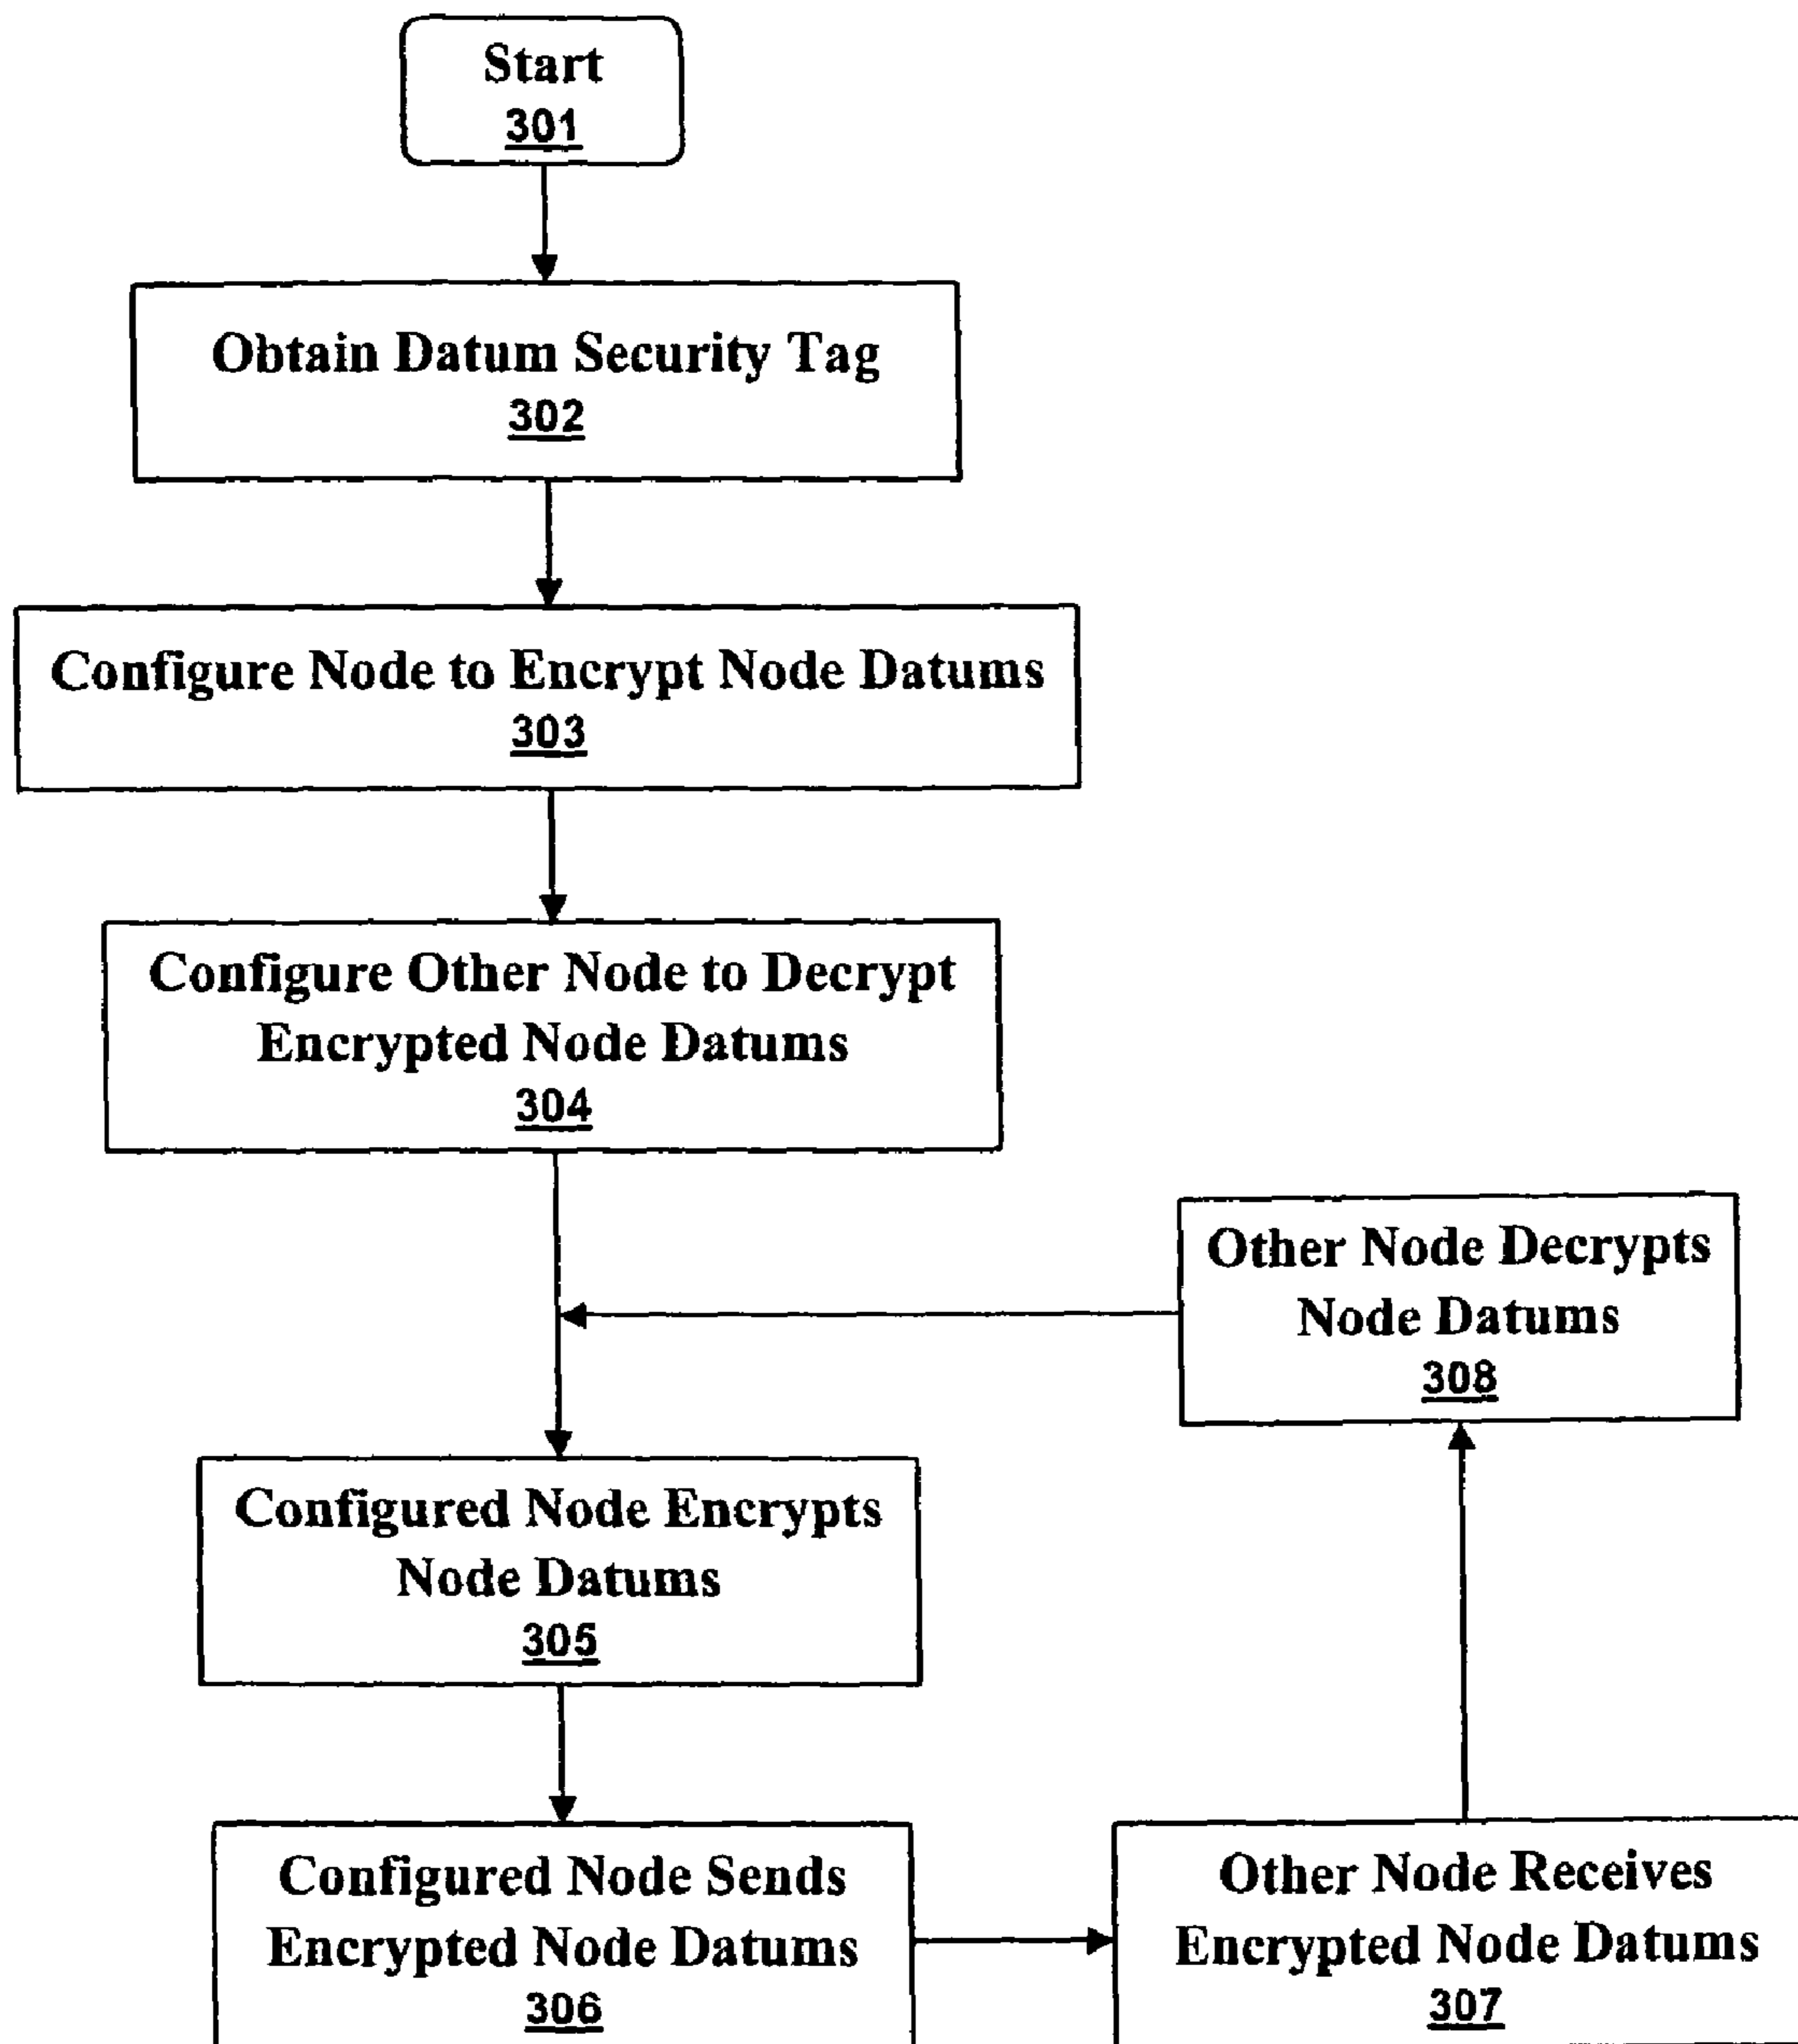 Start
301
Obtain Datum Security Tag
302
Configure Node to Encrypt Node Datums
303
Configure Other Node to Decrypt
Encrypted Node Datums
304
Other Node Decrypts
Node Datums
308
Configured Node Encrypts
Node Datums
305
Configured Node Sends
Encrypted Node Datums
306
Other Node Receives
Encrypted Node Datums
307